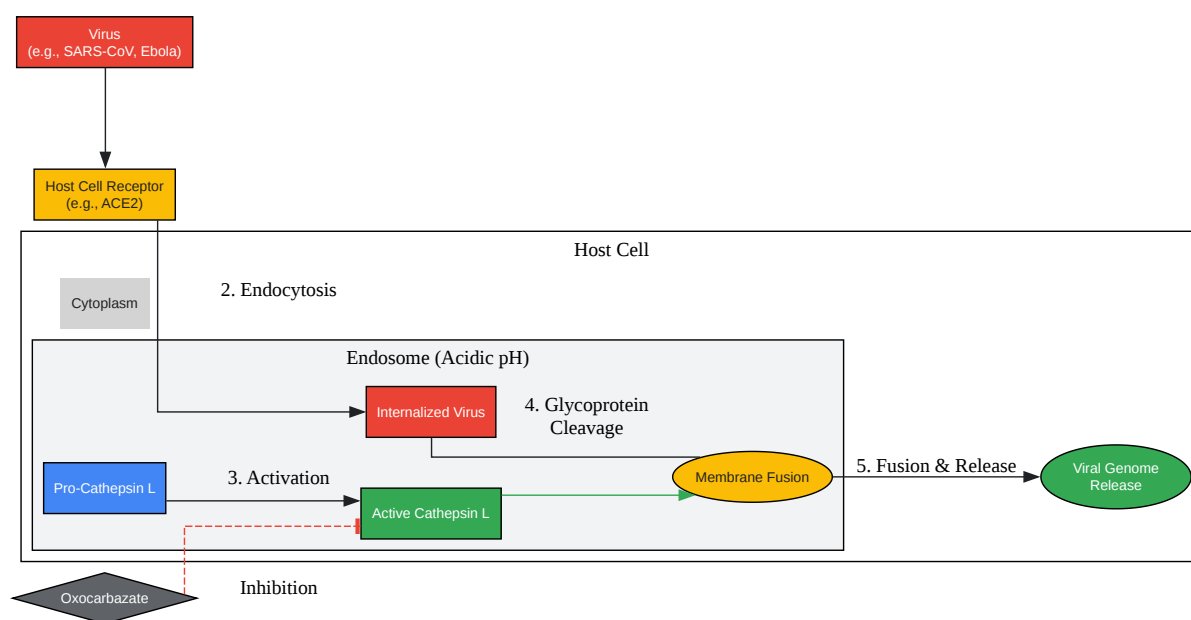 Virus
(e.g., SARS-CoV, Ebola)
Host Cell Receptor
(e.g., ACE2)
Host Cell
Cytoplasm
2. Endocytosis
Endosome (Acidic pH)
Internalized Virus
4. Glycoprotein
Cleavage
Pro-Cathepsin L
3. Activation
Active Cathepsin L
Membrane Fusion
5. Fusion & Release
Viral Genome
Release
Oxocarbazate
Inhibition